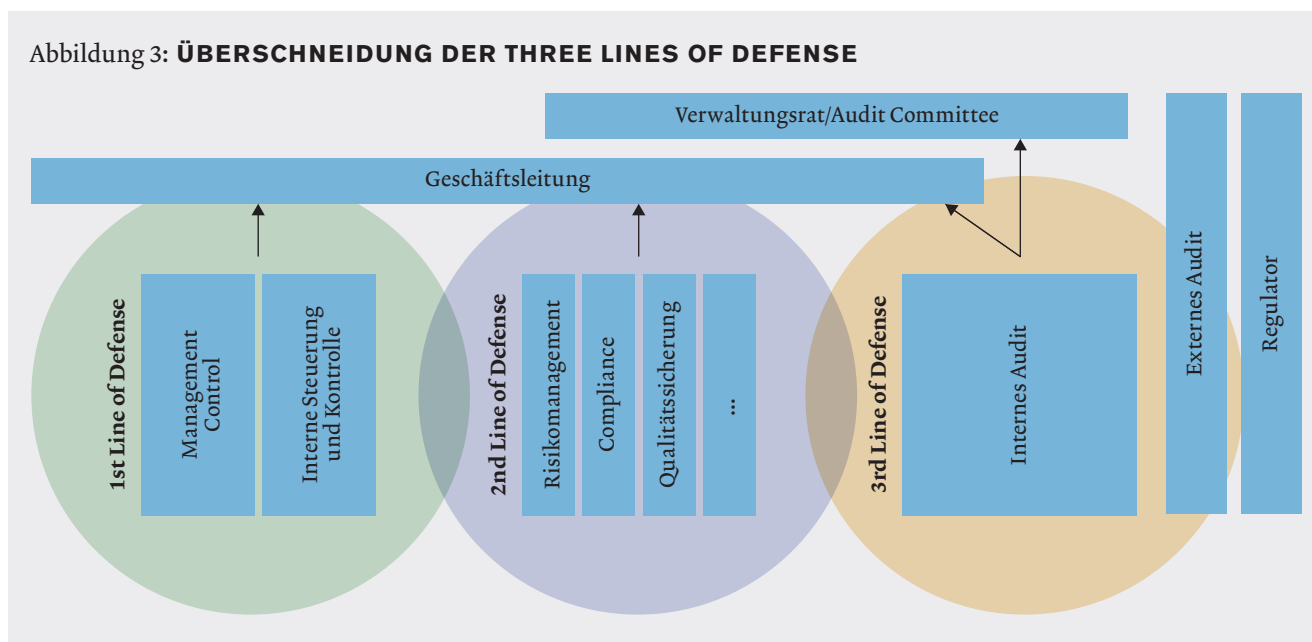 Abbildung 3: ÜBERSCHNEIDUNG DER THREE LINES OF DEFENSE
Verwaltungsrat/Audit Committee
Geschäftsleitung
1st Line of Defense
Management
Control
Interne Steuerung
und Kontrolle
2nd Line of Defense
Risikomanagement
Compliance
Qualitätssicherung
...
3rd Line of Defense
Internes Audit
Externes Audit
Regulator